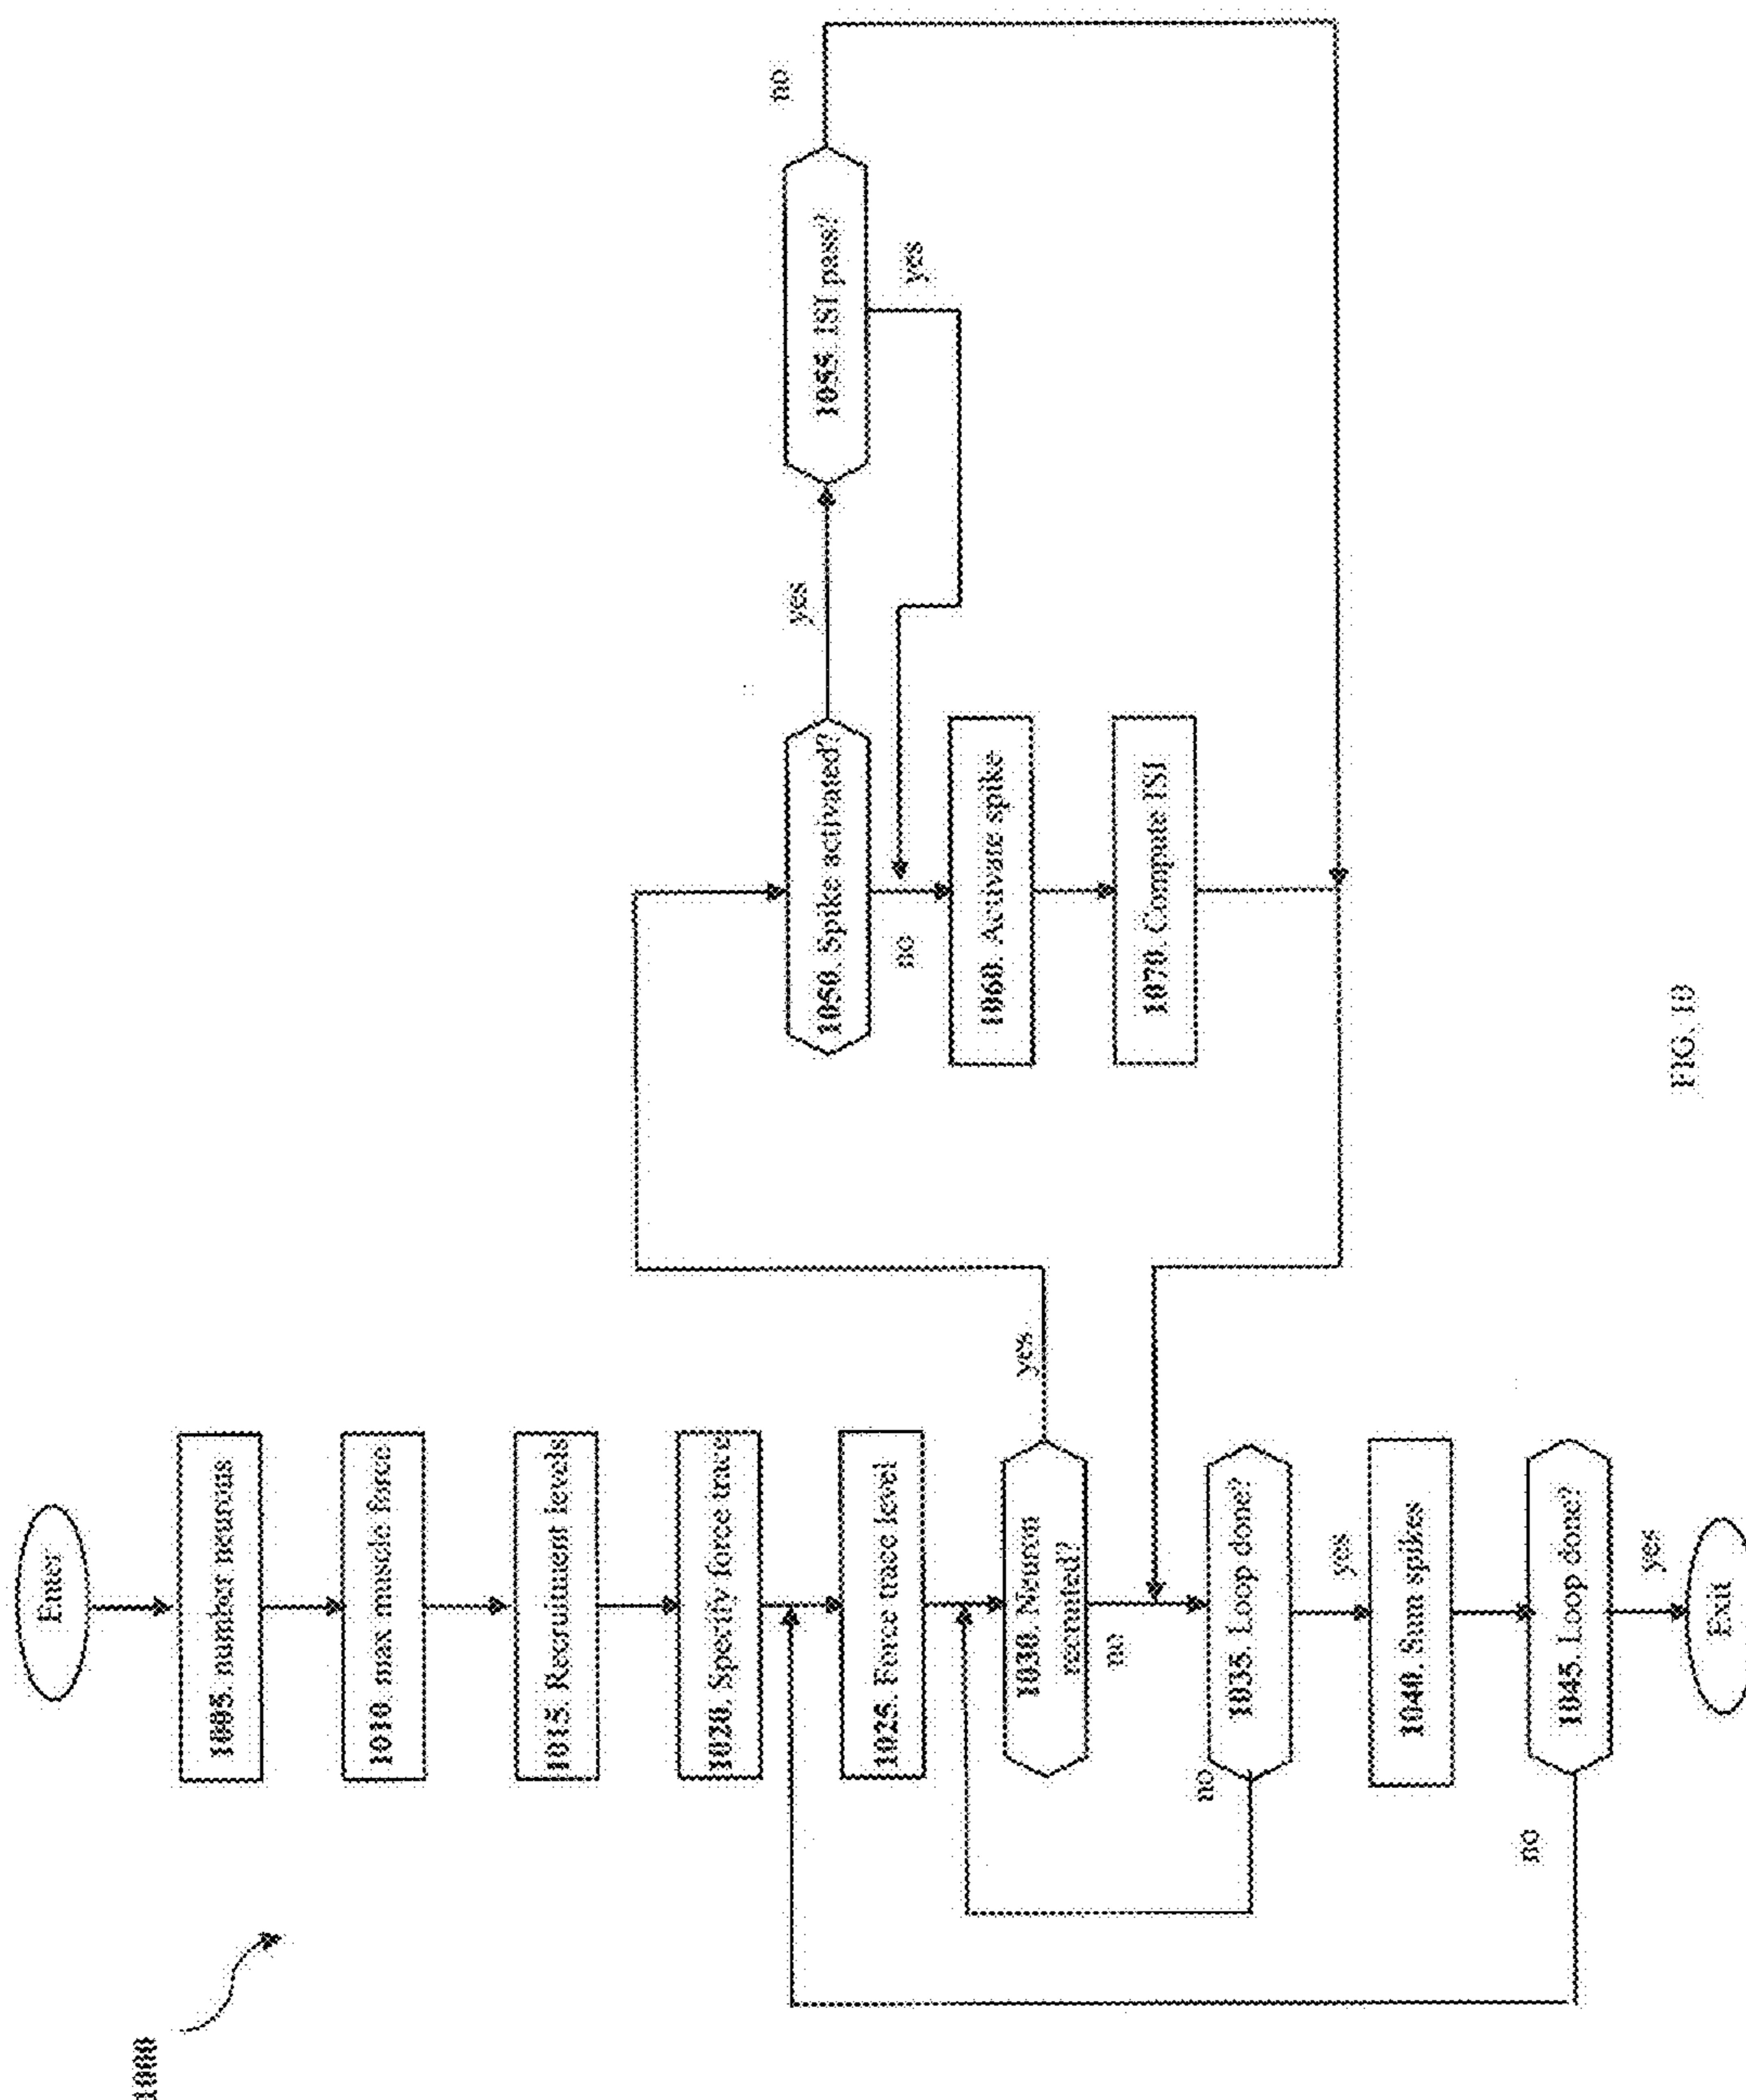 1000
Enter
1005. number neurons
1010. max muscle force
1015. Recruitment levels
1020. Specify force trace
1025. Force trace level
1030. Neuron
recruited?
yes
no
1035. Loop done?
no
yes
1040. Sum spikes
1045. Loop done?
no
yes
Exit
1050. Spike activated?
yes
no
1055. ISI pass?
no
yes
1060. Activate spike
1070. Compute ISI
FIG. 10